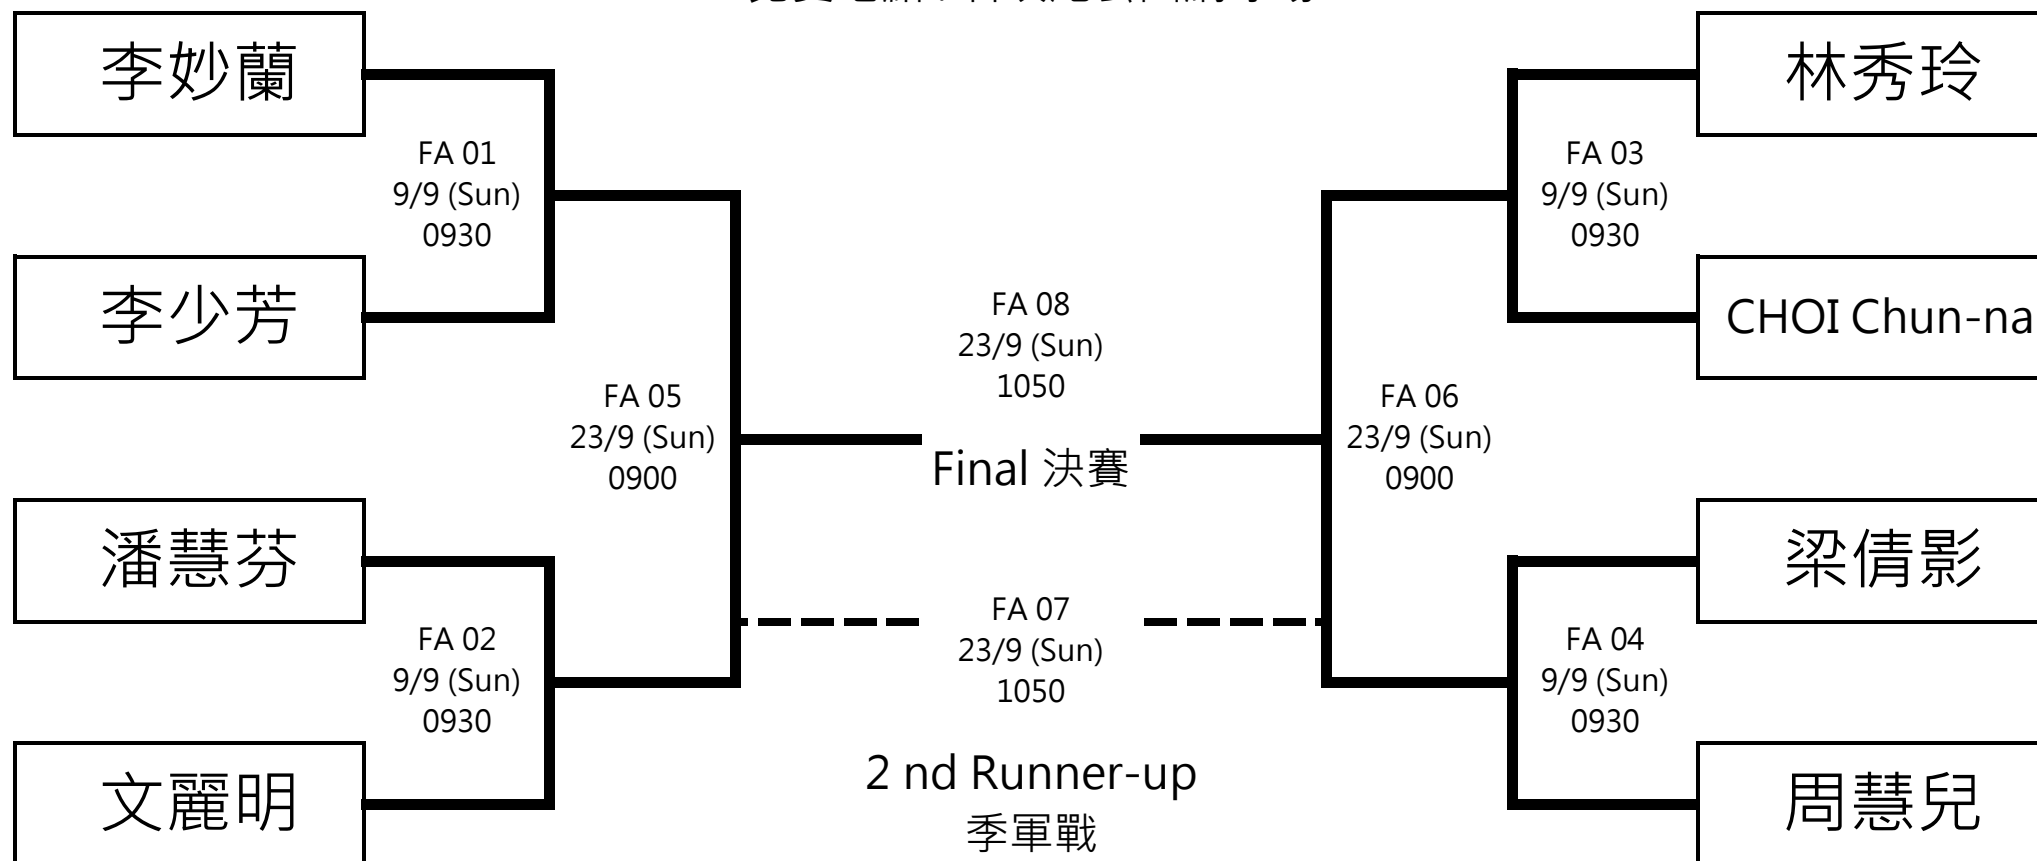 李妙蘭
林秀玲
FA 01
9/9 (Sun)
0930
FA 03
9/9 (Sun)
0930
李少芳
CHOI Chun-na
FA 08
23/9 (Sun)
1050
FA 05
23/9 (Sun)
0900
FA 06
23/9 (Sun)
0900
Final 決賽
潘慧芬
梁倩影
FA 07
23/9 (Sun)
1050
FA 02
9/9 (Sun)
0930
FA 04
9/9 (Sun)
0930
文麗明
周慧兒
2 nd Runner-up
季軍戰